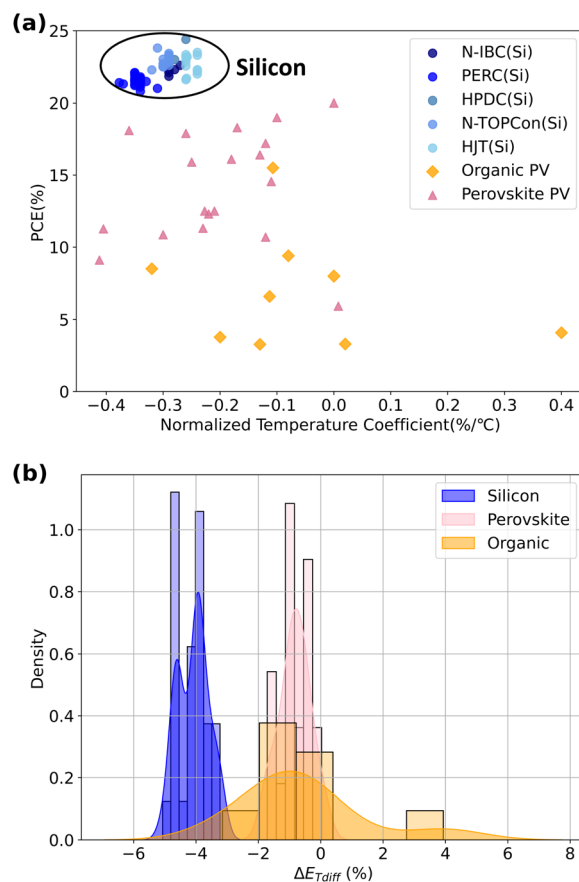 (a)
25
20
15
10
5
0
PCE(%)
Silicon
N-IBC(Si)
PERC(Si)
HPDC(Si)
N-TOPCon(Si)
HJT(Si)
Organic PV
Perovskite PV
−0.4 −0.3 −0.2 −0.1 0.0 0.1 0.2 0.3 0.4
Normalized Temperature Coefficient(%/℃)
(b)
1.0
0.8
0.6
0.4
0.2
0.0
Density
Silicon
Perovskite
Organic
−6 −4 −2 0 2 4 6 8
ΔE_Tdiff (%)